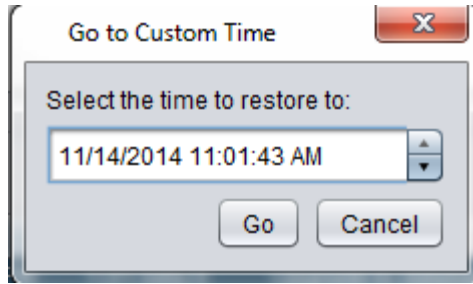 Go to Custom Time
Select the time to restore to:
11/14/2014 11:01:43 AM
Go
Cancel